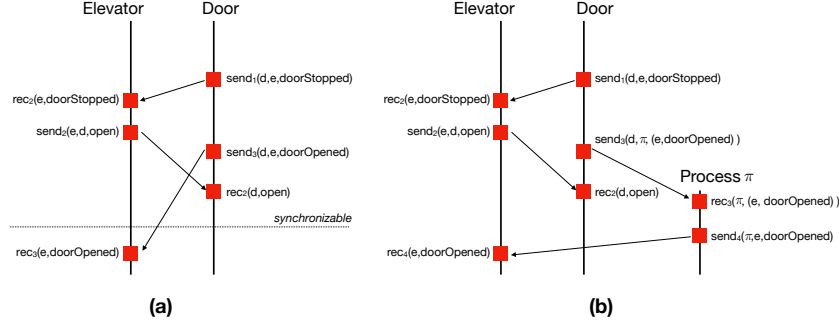 Elevator
Door
send₁(d,e,doorStopped)
rec₂(e,doorStopped)
send₂(e,d,open)
send₃(d,e,doorOpened)
rec₂(d,open)
synchronizable
rec₃(e,doorOpened)
(a)
Elevator
Door
send₁(d,e,doorStopped)
rec₂(e,doorStopped)
send₂(e,d,open)
send₃(d, π, (e,doorOpened) )
Process π
rec₂(d,open)
rec₃(π, (e, doorOpened) )
send₄(π,e,doorOpened)
rec₄(e,doorOpened)
(b)